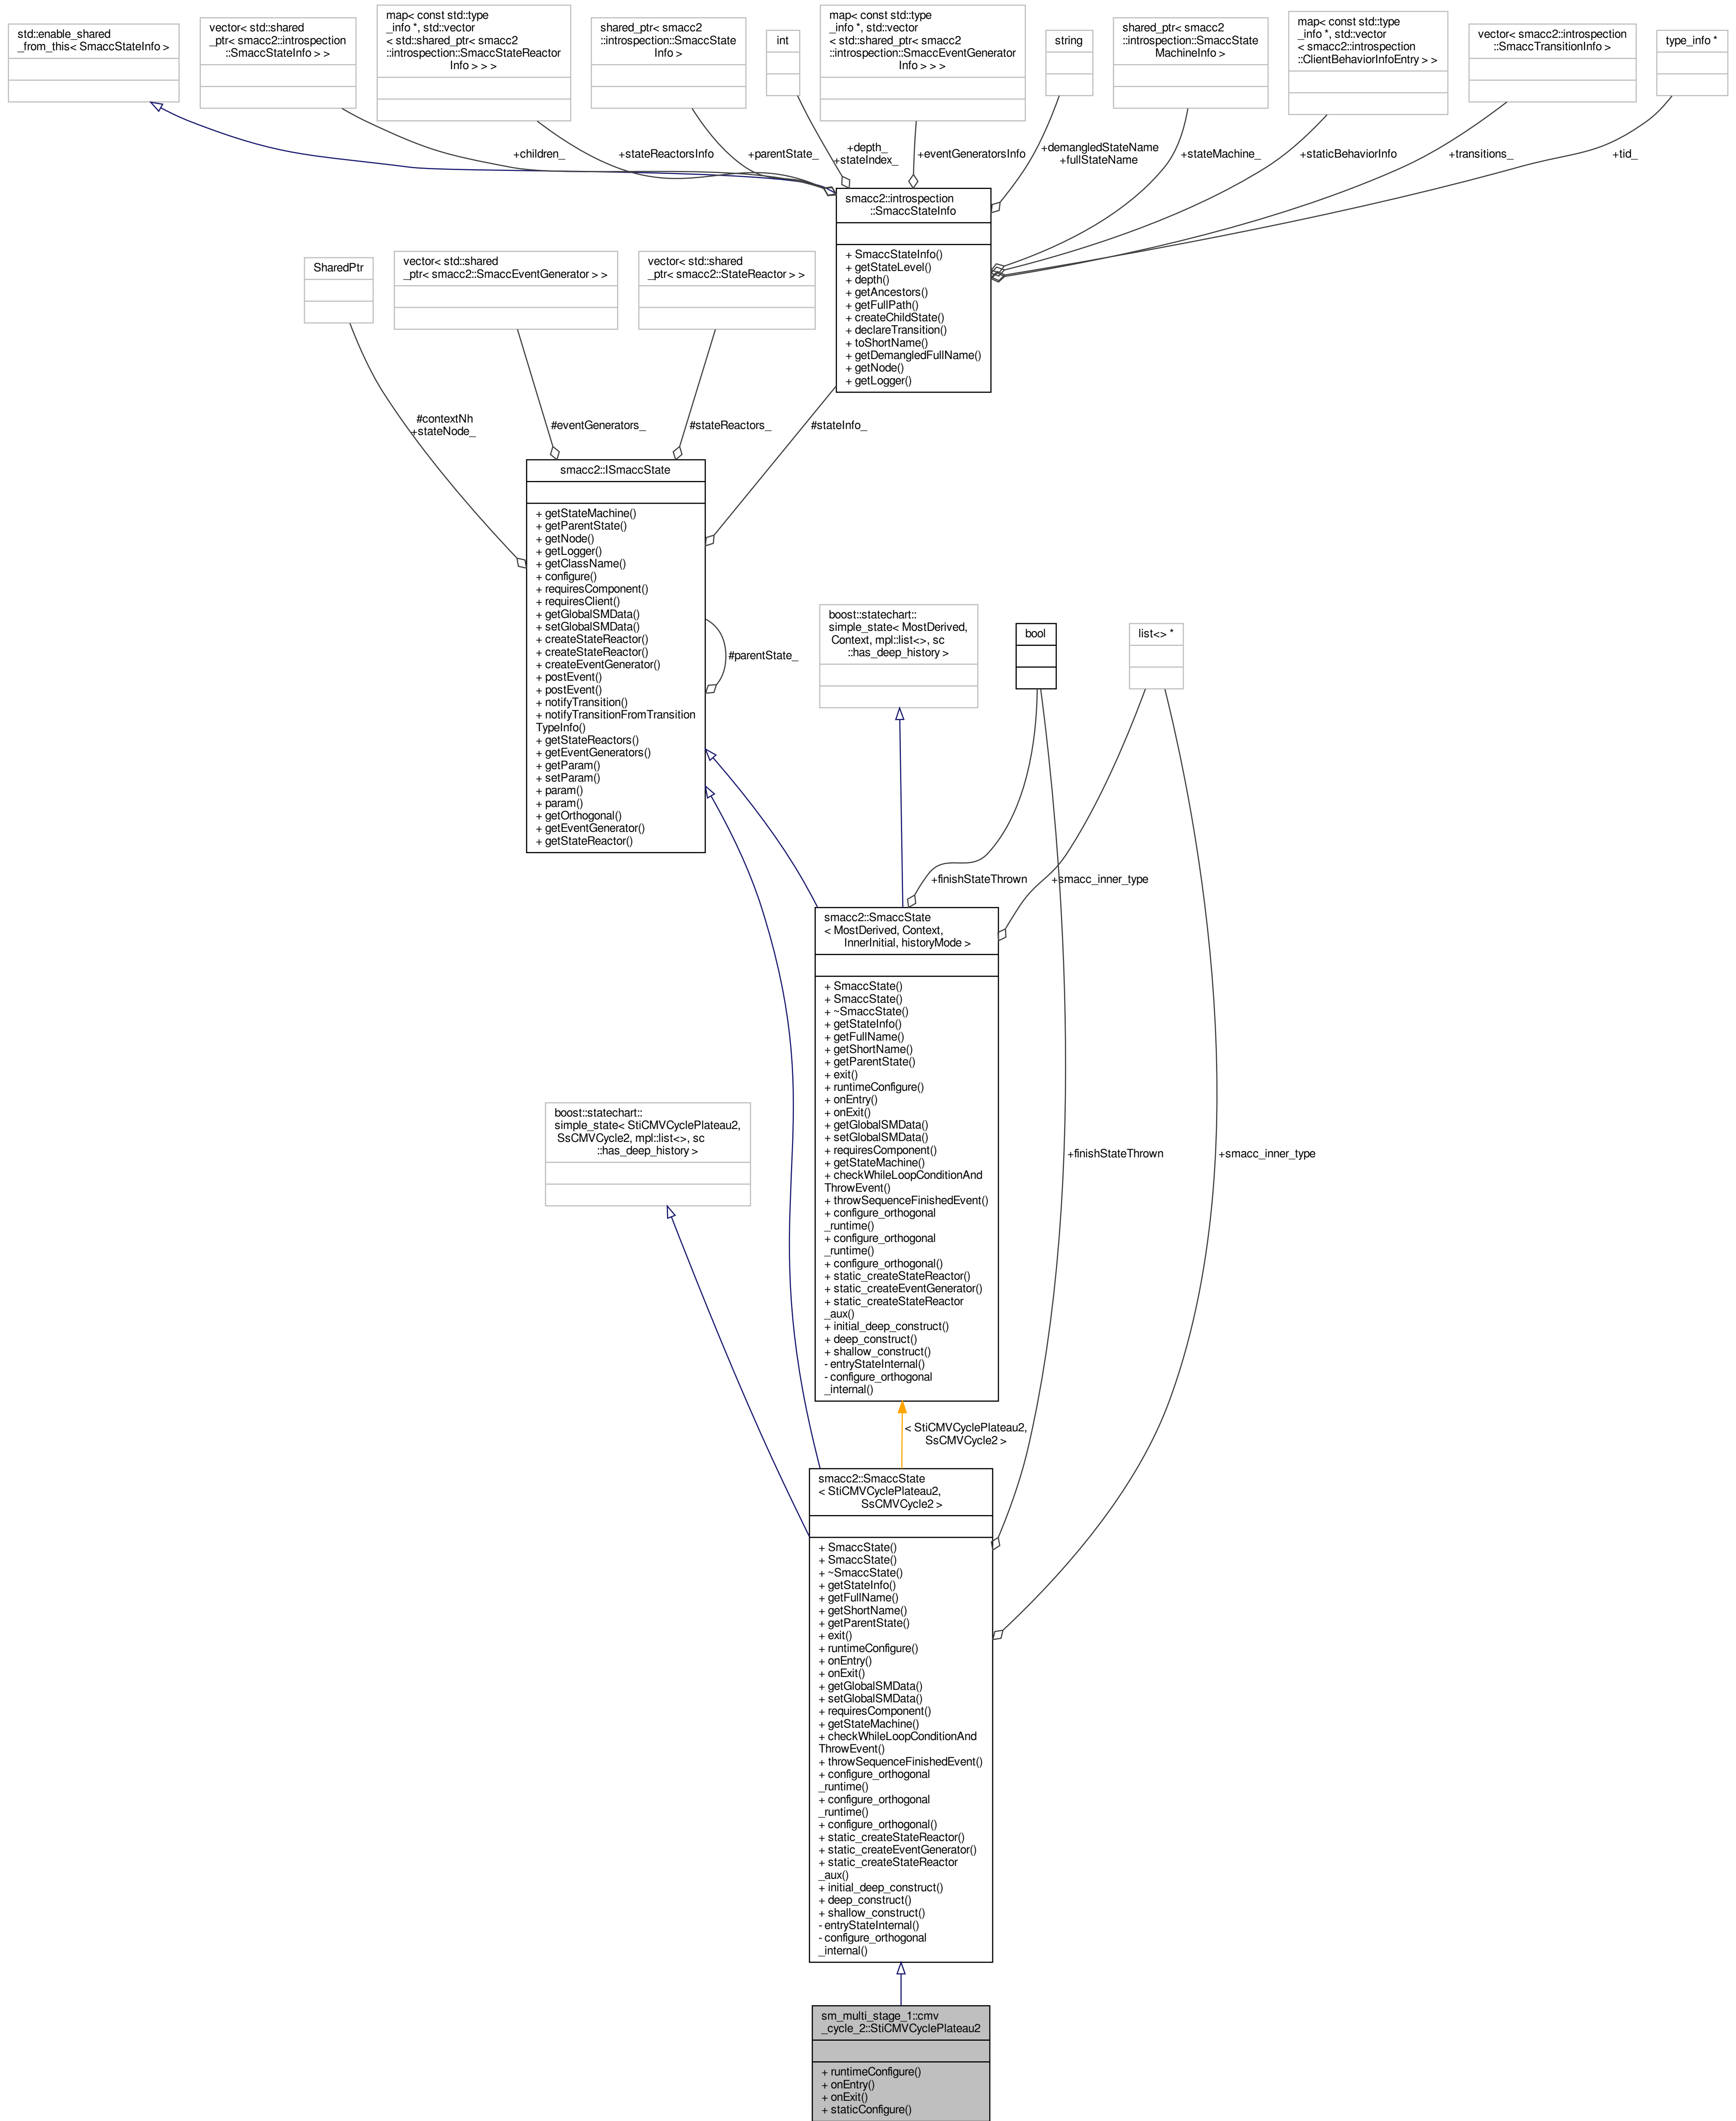 std::enable_shared
_from_this< SmaccStateInfo >
vector< std::shared
_ptr< smacc2::introspection
::SmaccStateInfo > >
map< const std::type
_info *, std::vector
< std::shared_ptr< smacc2
::introspection::SmaccStateReactor
Info > > >
shared_ptr< smacc2
::introspection::SmaccState
Info >
int
map< const std::type
_info *, std::vector
< std::shared_ptr< smacc2
::introspection::SmaccEventGenerator
Info > > >
string
shared_ptr< smacc2
::introspection::SmaccState
MachineInfo >
map< const std::type
_info *, std::vector
< smacc2::introspection
::ClientBehaviorInfoEntry > >
vector< smacc2::introspection
::SmaccTransitionInfo >
type_info *
+children_
+stateReactorsInfo
+parentState_
+depth_
+stateIndex_
+eventGeneratorsInfo
+demangledStateName
+fullStateName
+stateMachine_
+staticBehaviorInfo
+transitions_
+tid_
smacc2::introspection
::SmaccStateInfo
+ SmaccStateInfo()
+ getStateLevel()
+ depth()
+ getAncestors()
+ getFullPath()
+ createChildState()
+ declareTransition()
+ toShortName()
+ getDemangledFullName()
+ getNode()
+ getLogger()
SharedPtr
vector< std::shared
_ptr< smacc2::SmaccEventGenerator > >
vector< std::shared
_ptr< smacc2::StateReactor > >
#contextNh
+stateNode_
#eventGenerators_
#stateReactors_
#stateInfo_
smacc2::ISmaccState
+ getStateMachine()
+ getParentState()
+ getNode()
+ getLogger()
+ getClassName()
+ configure()
+ requiresComponent()
+ requiresClient()
+ getGlobalSMData()
+ setGlobalSMData()
+ createStateReactor()
+ createStateReactor()
+ createEventGenerator()
+ postEvent()
+ postEvent()
+ notifyTransition()
+ notifyTransitionFromTransition
TypeInfo()
+ getStateReactors()
+ getEventGenerators()
+ getParam()
+ setParam()
+ param()
+ param()
+ getOrthogonal()
+ getEventGenerator()
+ getStateReactor()
#parentState_
boost::statechart::
simple_state< MostDerived,
Context, mpl::list<>, sc
::has_deep_history >
bool
list<> *
+finishStateThrown
+smacc_inner_type
smacc2::SmaccState
< MostDerived, Context,
InnerInitial, historyMode >
+ SmaccState()
+ SmaccState()
+ ~SmaccState()
+ getStateInfo()
+ getFullName()
+ getShortName()
+ getParentState()
+ exit()
+ runtimeConfigure()
+ onEntry()
+ onExit()
+ getGlobalSMData()
+ setGlobalSMData()
+ requiresComponent()
+ getStateMachine()
+ checkWhileLoopConditionAnd
ThrowEvent()
+ throwSequenceFinishedEvent()
+ configure_orthogonal
_runtime()
+ configure_orthogonal
_runtime()
+ configure_orthogonal()
+ static_createStateReactor()
+ static_createEventGenerator()
+ static_createStateReactor
_aux()
+ initial_deep_construct()
+ deep_construct()
+ shallow_construct()
- entryStateInternal()
- configure_orthogonal
_internal()
boost::statechart::
simple_state< StiCMVCyclePlateau2,
SsCMVCycle2, mpl::list<>, sc
::has_deep_history >
+finishStateThrown
+smacc_inner_type
< StiCMVCyclePlateau2,
SsCMVCycle2 >
smacc2::SmaccState
< StiCMVCyclePlateau2,
SsCMVCycle2 >
+ SmaccState()
+ SmaccState()
+ ~SmaccState()
+ getStateInfo()
+ getFullName()
+ getShortName()
+ getParentState()
+ exit()
+ runtimeConfigure()
+ onEntry()
+ onExit()
+ getGlobalSMData()
+ setGlobalSMData()
+ requiresComponent()
+ getStateMachine()
+ checkWhileLoopConditionAnd
ThrowEvent()
+ throwSequenceFinishedEvent()
+ configure_orthogonal
_runtime()
+ configure_orthogonal
_runtime()
+ configure_orthogonal()
+ static_createStateReactor()
+ static_createEventGenerator()
+ static_createStateReactor
_aux()
+ initial_deep_construct()
+ deep_construct()
+ shallow_construct()
- entryStateInternal()
- configure_orthogonal
_internal()
sm_multi_stage_1::cmv
_cycle_2::StiCMVCyclePlateau2
+ runtimeConfigure()
+ onEntry()
+ onExit()
+ staticConfigure()